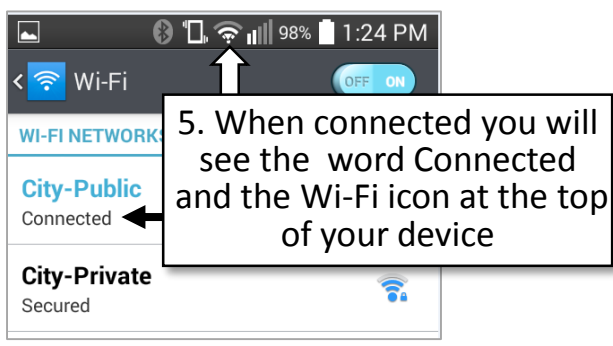 98% 1:24 PM
Wi-Fi
OFF ON
WI-FI NETWORKS
5. When connected you will
see the word Connected
and the Wi-Fi icon at the top
of your device
City-Public
Connected
City-Private
Secured